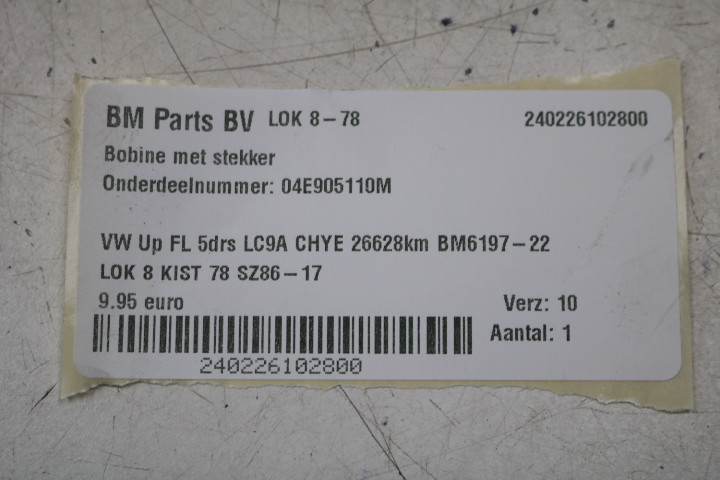 BM Parts BV LOK 8-78 240226102800
Bobine met stekker
Onderdeelnummer: 04E905110M
VW Up FL 5drs LC9A CHYE 26628km BM6197-22
LOK 8 KIST 78 SZ86-17
9.95 euro Verz: 10
Aantal: 1
240226102800